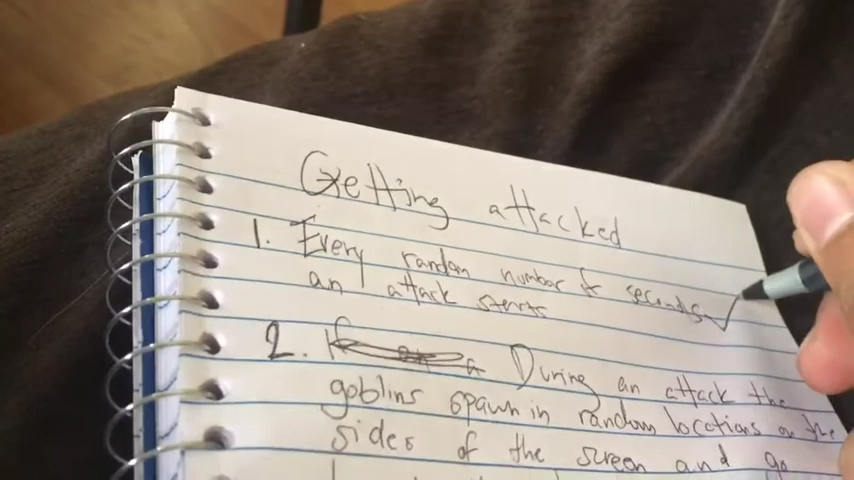 Getting attacked
1. Every random number of seconds
an attack starts
2. During an attack the
goblins spawn in random locations on the
sides of the screen and go